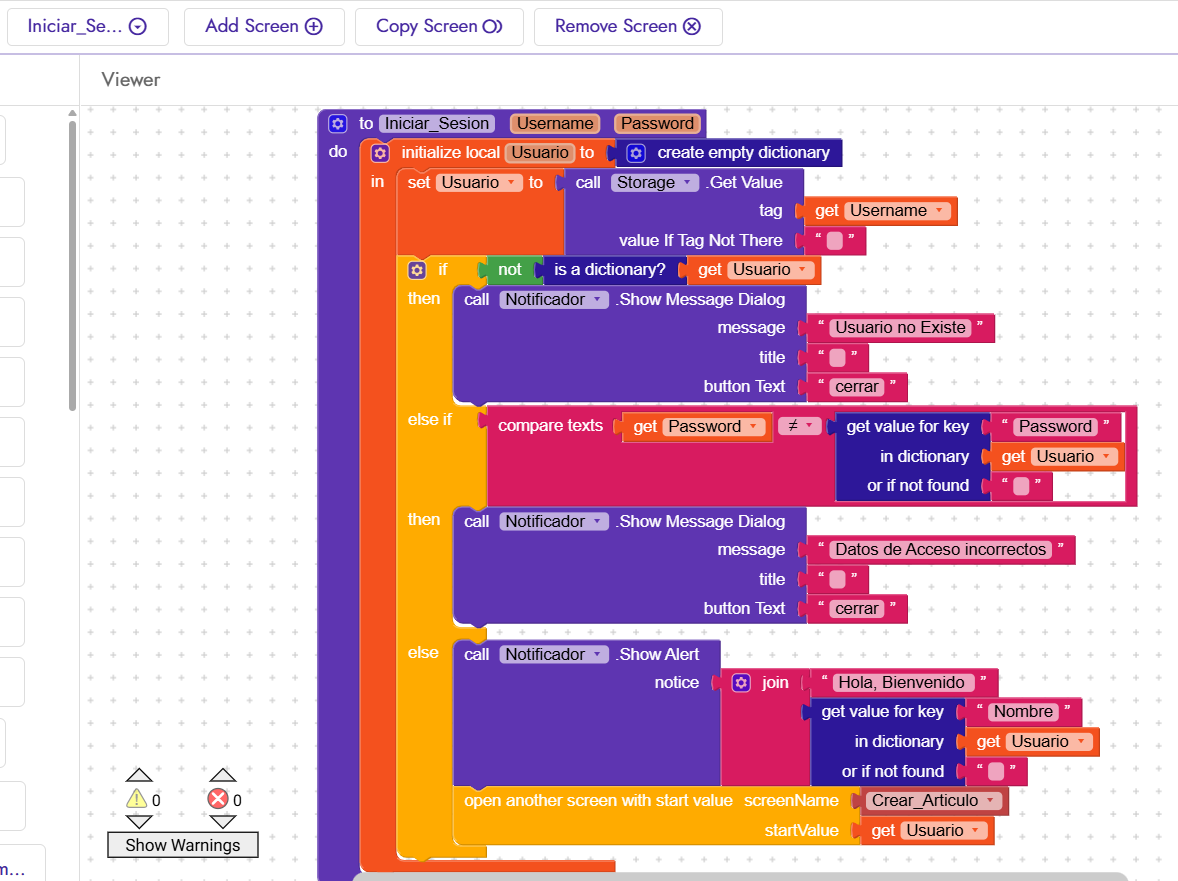 Iniciar_Se... Add Screen Copy Screen Remove Screen
Viewer
to Iniciar_Sesion Username Password
do initialize local Usuario to create empty dictionary
in set Usuario to call Storage .Get Value
tag get Username
value If Tag Not There “ ”
if not is a dictionary? get Usuario
then call Notificador .Show Message Dialog
message “ Usuario no Existe ”
title “ ”
button Text “ cerrar ”
else if compare texts get Password ≠ get value for key “ Password ”
in dictionary get Usuario
or if not found “ ”
then call Notificador .Show Message Dialog
message “ Datos de Acceso incorrectos ”
title “ ”
button Text “ cerrar ”
else call Notificador .Show Alert
notice join “ Hola, Bienvenido ”
get value for key “ Nombre ”
in dictionary get Usuario
or if not found “ ”
open another screen with start value screenName Crear_Articulo
startValue get Usuario
0 0
Show Warnings
m...